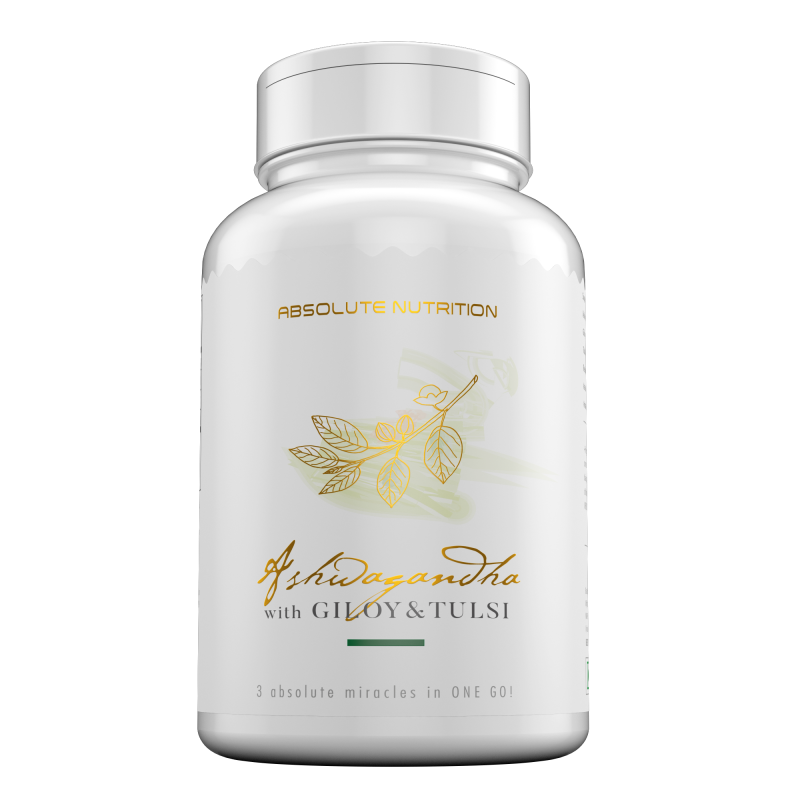 ABSOLUTE NUTRITION
Ashwagandha
with GILOY & TULSI
3 absolute miracles in ONE GO!